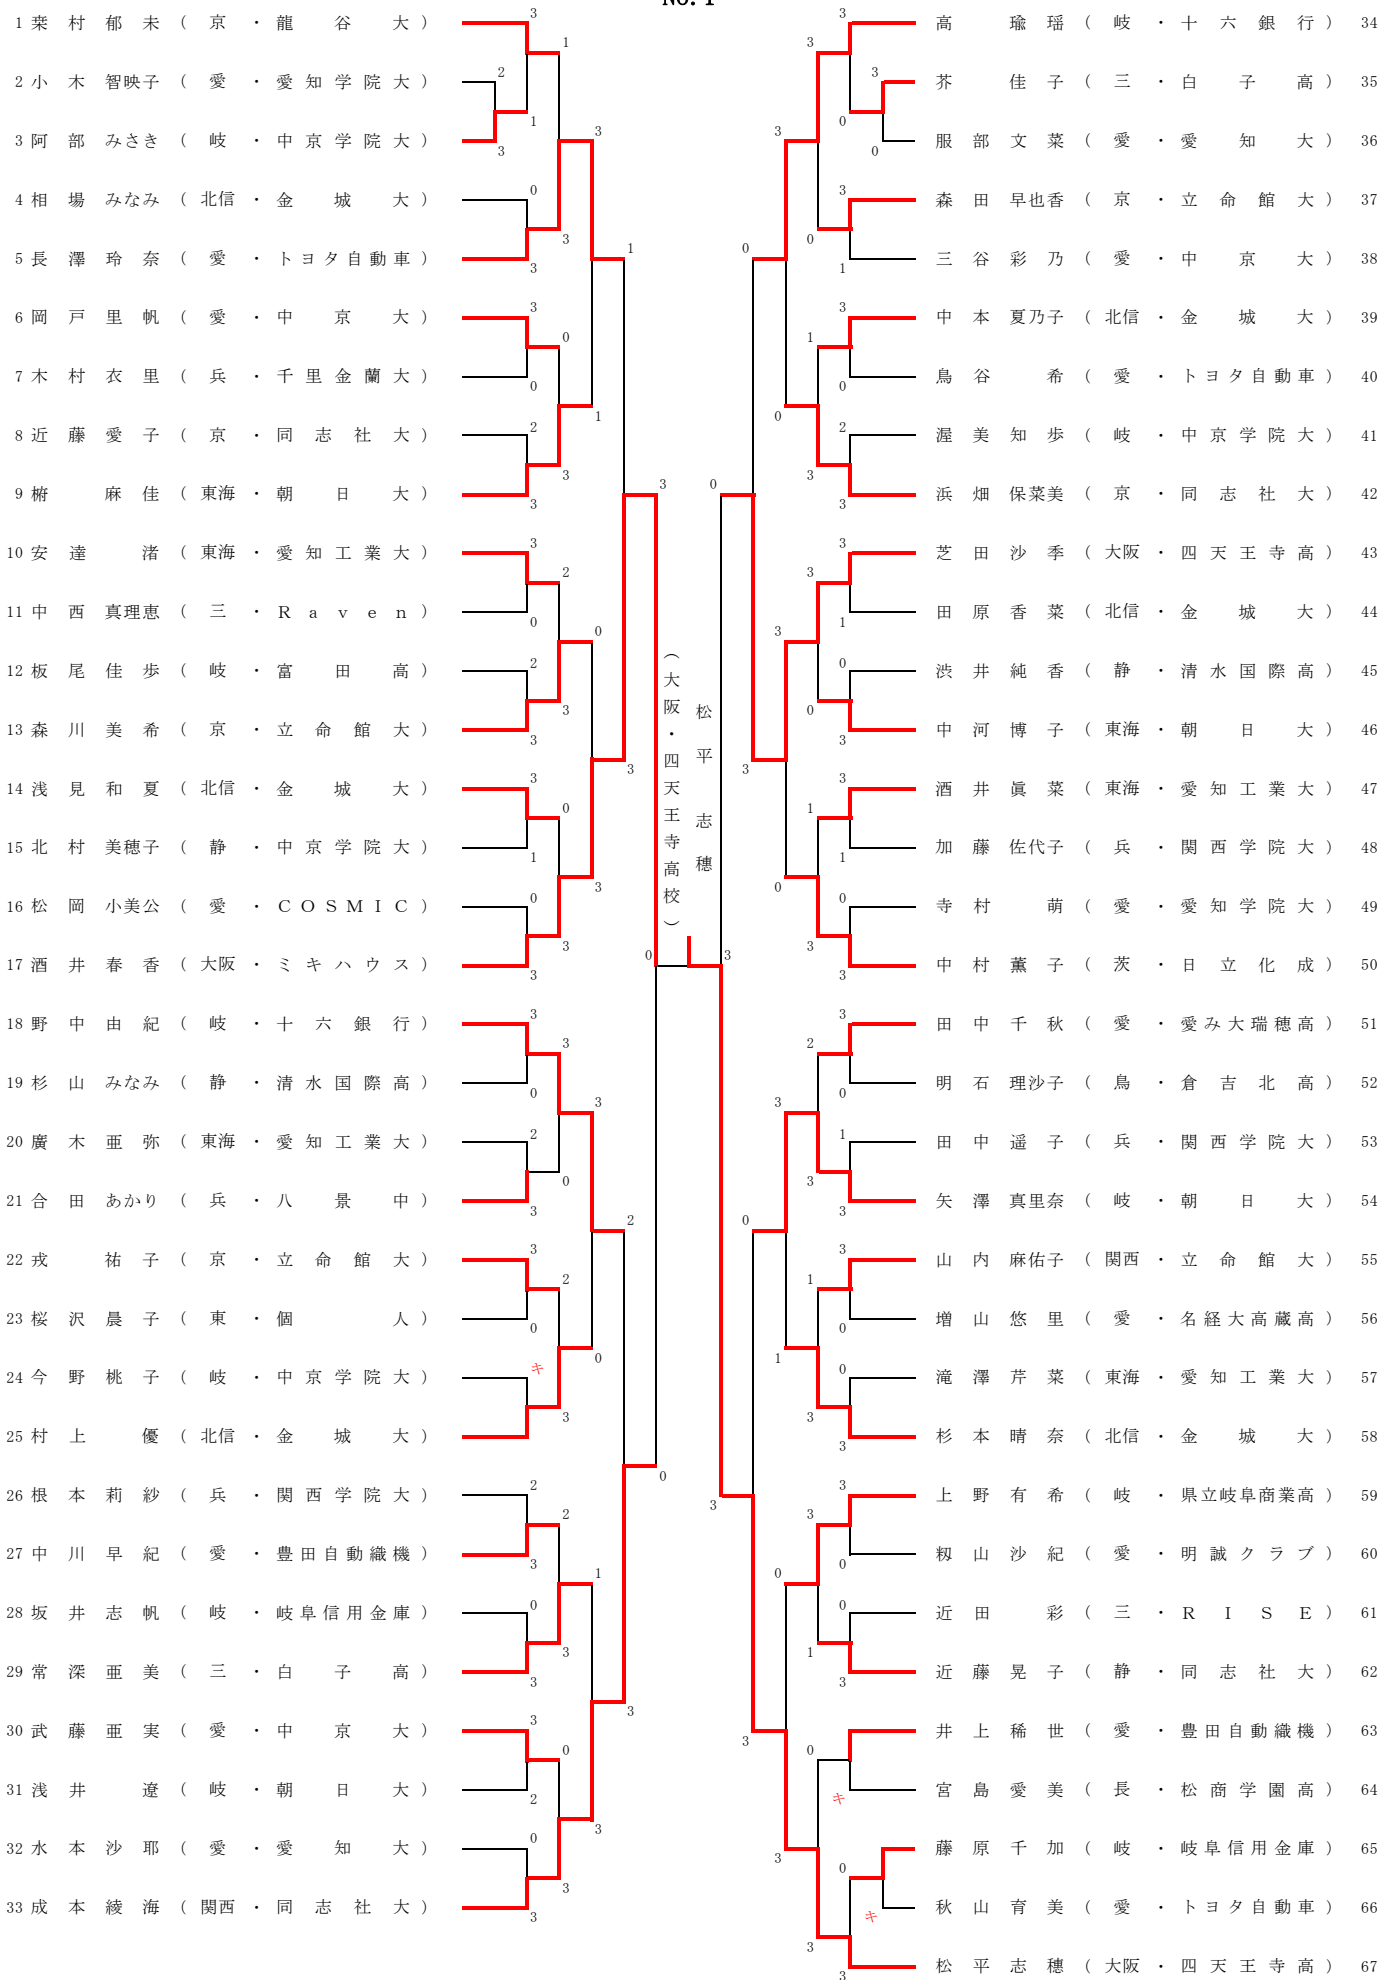 NO.1
1 栞村郁未 (京・龍谷大)
2 小木智映子 (愛・愛知学院大)
3 阿部みさき (岐・中京学院大)
4 相場みなみ (北信・金城大)
5 長澤玲奈 (愛・トヨタ自動車)
6 岡戸里帆 (愛・中京大)
7 木村衣里 (兵・千里金蘭大)
8 近藤愛子 (京・同志社大)
9 椨麻佳 (東海・朝日大)
10 安達渚 (東海・愛知工業大)
11 中西真理恵 (三・Raven)
12 板尾佳歩 (岐・富田高)
13 森川美希 (京・立命館大)
14 浅見和夏 (北信・金城大)
15 北村美穂子 (静・中京学院大)
16 松岡小美公 (愛・COSMIC)
17 酒井春香 (大阪・ミキハウス)
18 野中由紀 (岐・十六銀行)
19 杉山みなみ (静・清水国際高)
20 廣木亜弥 (東海・愛知工業大)
21 合田あかり (兵・八景中)
22 戎祐子 (京・立命館大)
23 桜沢晨子 (東・個人)
24 今野桃子 (岐・中京学院大)
25 村上優 (北信・金城大)
26 根本莉紗 (兵・関西学院大)
27 中川早紀 (愛・豊田自動織機)
28 坂井志帆 (岐・岐阜信用金庫)
29 常深亜美 (三・白子高)
30 武藤亜実 (愛・中京大)
31 浅井遼 (岐・朝日大)
32 水本沙耶 (愛・愛知大)
33 成本綾海 (関西・同志社大)
松平志穂
(大阪・四天王寺高校)
高瑜瑶 (岐・十六銀行) 34
芥佳子 (三・白子高) 35
服部文菜 (愛・愛知大) 36
森田早也香 (京・立命館大) 37
三谷彩乃 (愛・中京大) 38
中本夏乃子 (北信・金城大) 39
鳥谷希 (愛・トヨタ自動車) 40
渥美知歩 (岐・中京学院大) 41
浜畑保菜美 (京・同志社大) 42
芝田沙季 (大阪・四天王寺高) 43
田原香菜 (北信・金城大) 44
渋井純香 (静・清水国際高) 45
中河博子 (東海・朝日大) 46
酒井眞菜 (東海・愛知工業大) 47
加藤佐代子 (兵・関西学院大) 48
寺村萌 (愛・愛知学院大) 49
中村薫子 (茨・日立化成) 50
田中千秋 (愛・愛み大瑞穂高) 51
明石理沙子 (鳥・倉吉北高) 52
田中遥子 (兵・関西学院大) 53
矢澤真里奈 (岐・朝日大) 54
山内麻佑子 (関西・立命館大) 55
増山悠里 (愛・名経大高蔵高) 56
滝澤芹菜 (東海・愛知工業大) 57
杉本晴奈 (北信・金城大) 58
上野有希 (岐・県立岐阜商業高) 59
籾山沙紀 (愛・明誠クラブ) 60
近田彩 (三・RISE) 61
近藤晃子 (静・同志社大) 62
井上稀世 (愛・豊田自動織機) 63
宮島愛美 (長・松商学園高) 64
藤原千加 (岐・岐阜信用金庫) 65
秋山育美 (愛・トヨタ自動車) 66
松平志穂 (大阪・四天王寺高) 67